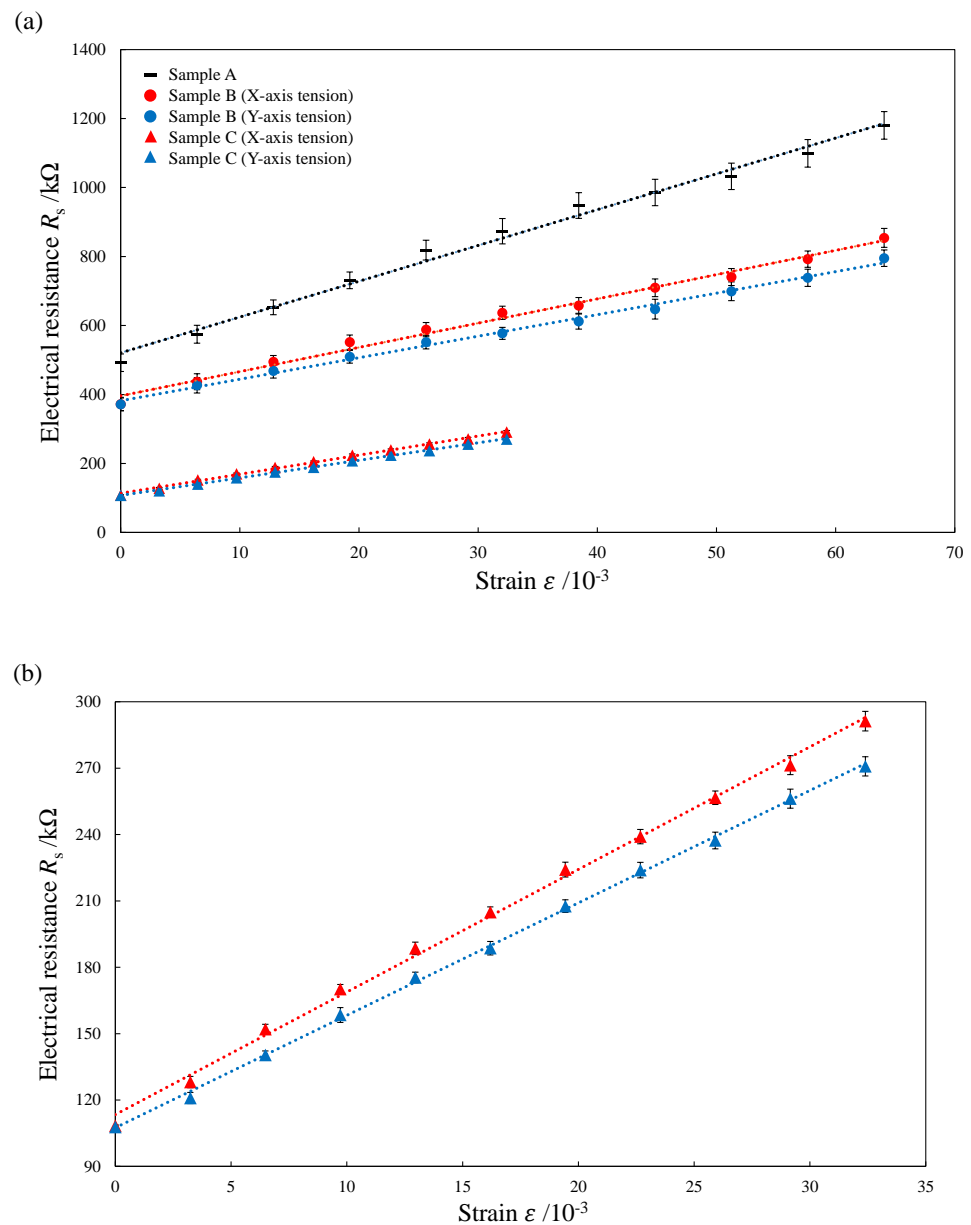 (a)
1400
1200
1000
800
600
400
200
0
Electrical resistance Rs /kΩ
Sample A
Sample B (X-axis tension)
Sample B (Y-axis tension)
Sample C (X-axis tension)
Sample C (Y-axis tension)
0 10 20 30 40 50 60 70
Strain ε /10-3
(b)
300
270
240
210
180
150
120
90
Electrical resistance Rs /kΩ
0 5 10 15 20 25 30 35
Strain ε /10-3